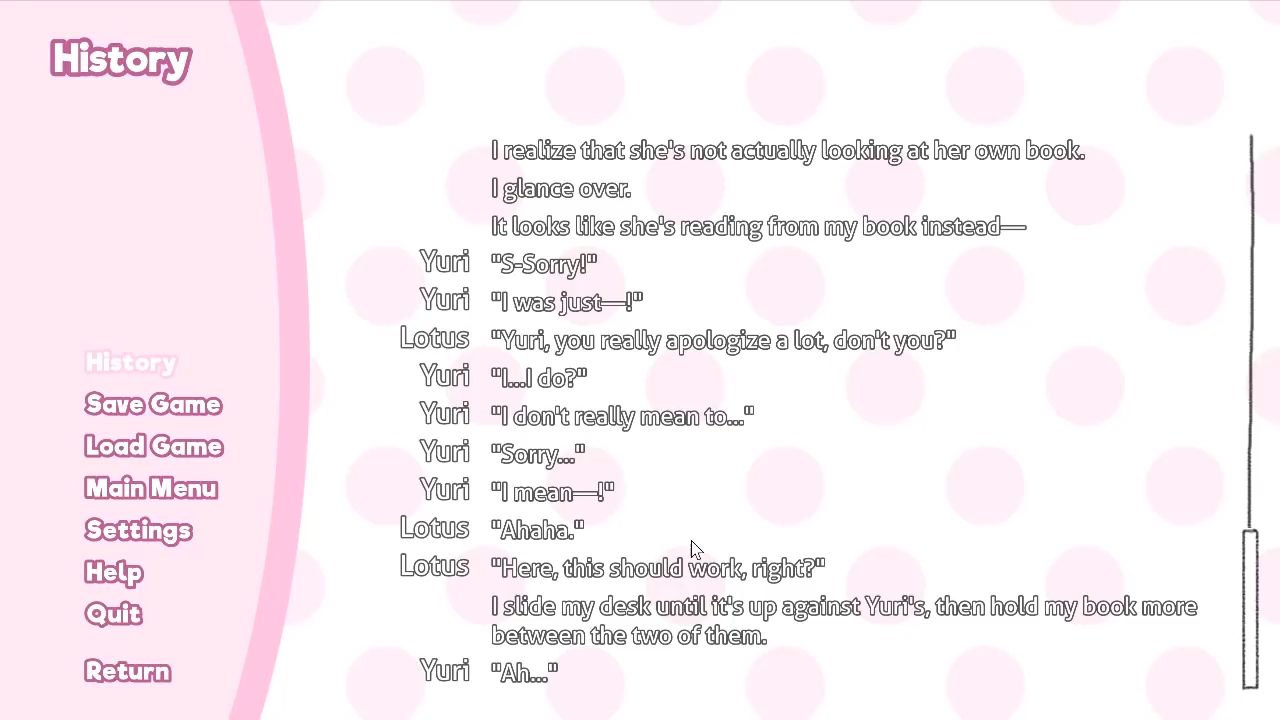 History
I realize that she's not actually looking at her own book.
I glance over.
It looks like she's reading from my book instead—
Yuri "S-Sorry!"
Yuri "I was just—!"
Lotus "Yuri, you really apologize a lot, don't you?"
Yuri "I...I do?"
Yuri "I don't really mean to..."
Yuri "Sorry..."
Yuri "I mean—!"
Lotus "Ahaha."
Lotus "Here, this should work, right?"
I slide my desk until it's up against Yuri's, then hold my book more
between the two of them.
Yuri "Ah..."
History
Save Game
Load Game
Main Menu
Settings
Help
Quit
Return